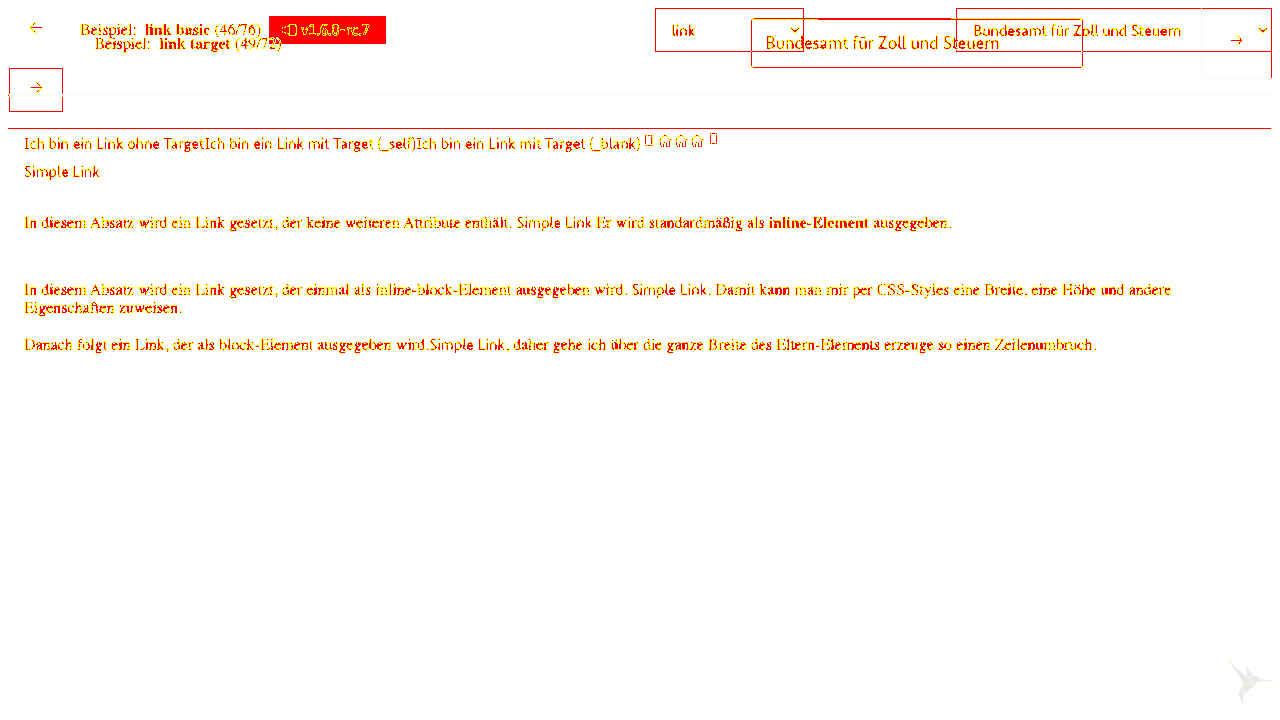 Beispiel: link basic (46/76) v1.6.0-rc.7 link Bundesamt für Zoll und Steuern
Beispiel: link target (49/72) Bundesamt für Zoll und Steuern
Ich bin ein Link ohne TargetIch bin ein Link mit Target (_self)Ich bin ein Link mit Target (_blank)
Simple Link
In diesem Absatz wird ein Link gesetzt, der keine weiteren Attribute enthält. Simple Link Er wird standardmäßig als inline-Element ausgegeben.
In diesem Absatz wird ein Link gesetzt, der einmal als inline-block-Element ausgegeben wird. Simple Link. Damit kann man mir per CSS-Styles eine Breite, eine Höhe und andere
Eigenschaften zuweisen.
Danach folgt ein Link, der als block-Element ausgegeben wird.Simple Link, daher gehe ich über die ganze Breite des Eltern-Elements erzeuge so einen Zeilenumbruch.